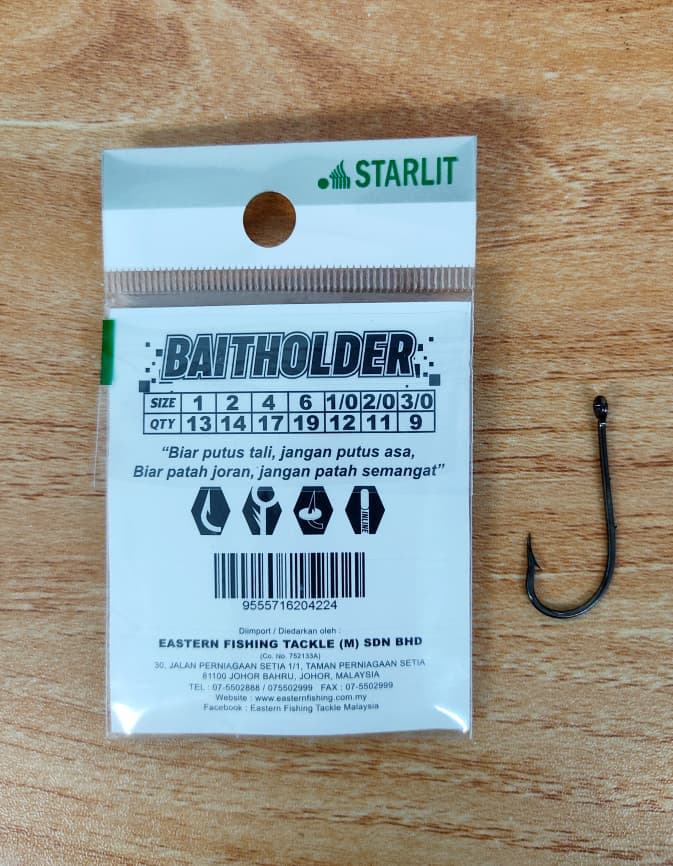 STARLIT
BAITHOLDER
SIZE 1 2 4 6 1/0 2/0 3/0
QTY 13 14 17 19 12 11 9
“Biar putus tali, jangan putus asa,
Biar patah joran, jangan patah semangat”
INLINE
9555716204224
Diimport / Diedarkan oleh :
EASTERN FISHING TACKLE (M) SDN BHD
(Co. No. 752133A)
30, JALAN PERNIAGAAN SETIA 1/1, TAMAN PERNIAGAAN SETIA
81100 JOHOR BAHRU, JOHOR, MALAYSIA
TEL : 07-5502888 / 075502999 FAX : 07-5502999
Website : www.easternfishing.com.my
Facebook : Eastern Fishing Tackle Malaysia